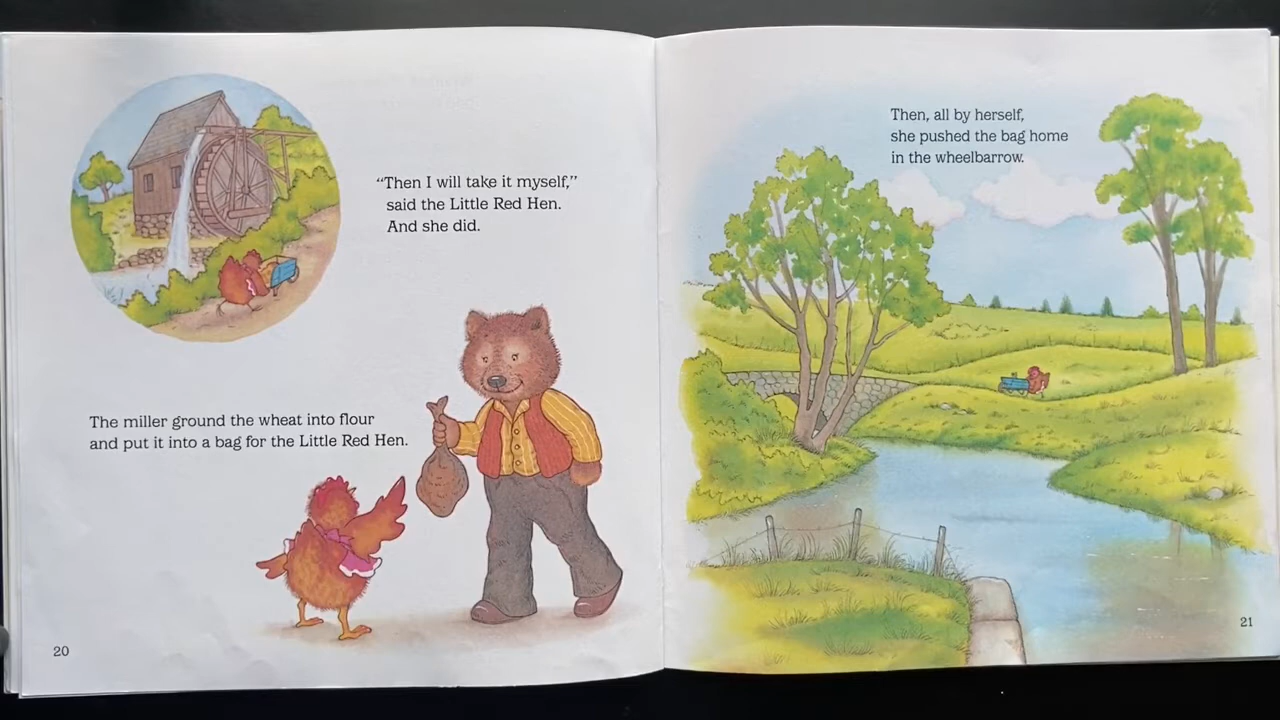 “Then I will take it myself,”
said the Little Red Hen.
And she did.
The miller ground the wheat into flour
and put it into a bag for the Little Red Hen.
20
Then, all by herself,
she pushed the bag home
in the wheelbarrow.
21